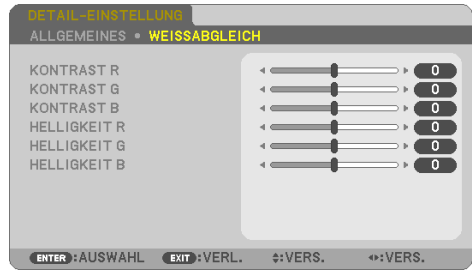 DETAIL-EINSTELLUNG
ALLGEMEINES • WEISSABGLEICH
KONTRAST R 0
KONTRAST G 0
KONTRAST B 0
HELLIGKEIT R 0
HELLIGKEIT G 0
HELLIGKEIT B 0
ENTER:AUSWAHL EXIT:VERL. :VERS. :VERS.